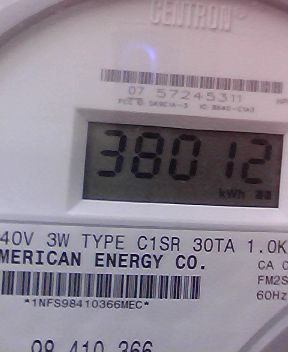 CENTRON
07 57245311
38012
kWh
40V 3W TYPE C1SR 30TA 1.0K
MERICAN ENERGY CO.
CA
FM2S
60Hz
*1NFS98410366MEC*
98 410 366